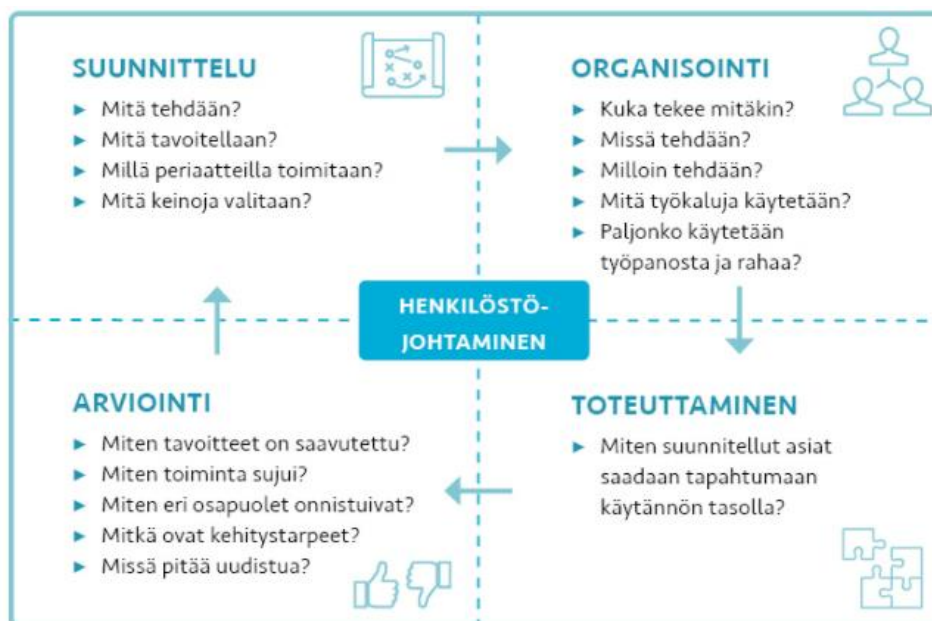 SUUNNITTELU
► Mitä tehdään?
► Mitä tavoitellaan?
► Millä periaatteilla toimitaan?
► Mitä keinoja valitaan?
ORGANISOINTI
► Kuka tekee mitäkin?
► Missä tehdään?
► Milloin tehdään?
► Mitä työkaluja käytetään?
► Paljonko käytetään
työpanosta ja rahaa?
HENKILÖSTÖ-
JOHTAMINEN
ARVIOINTI
► Miten tavoitteet on saavutettu?
► Miten toiminta sujui?
► Miten eri osapuolet onnistuivat?
► Mitkä ovat kehitystarpeet?
► Missä pitää uudistua?
TOTEUTTAMINEN
► Miten suunnitellut asiat
saadaan tapahtumaan
käytännön tasolla?